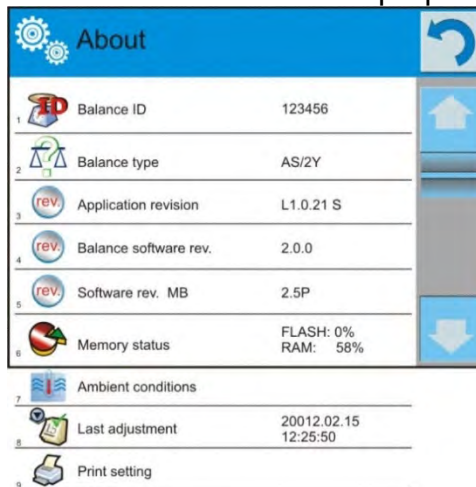 About
1 ID Balance ID 123456
2 Balance type AS/2Y
3 rev. Application revision L1.0.21 S
4 rev. Balance software rev. 2.0.0
5 rev. Software rev. MB 2.5P
6 Memory status FLASH: 0%
RAM: 58%
7 Ambient conditions
8 Last adjustment 20012.02.15
12:25:50
9 Print setting